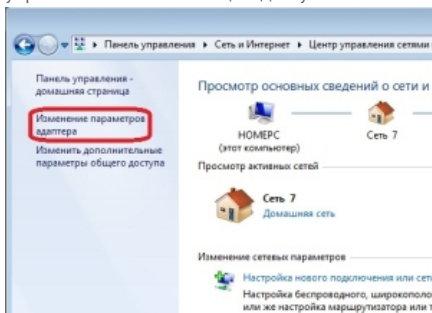 Панель управления ▸ Сеть и Интернет ▸ Центр управления сетями
Панель управления -
домашняя страница
Изменение параметров
адаптера
Изменить дополнительные
параметры общего доступа
Просмотр основных сведений о сети и
HOMEPC
(этот компьютер)
Сеть 7
Просмотр активных сетей
Сеть 7
Домашняя сеть
Изменение сетевых параметров
Настройка нового подключения или сет
Настройка беспроводного, широкополо
или же настройка маршрутизатора или т